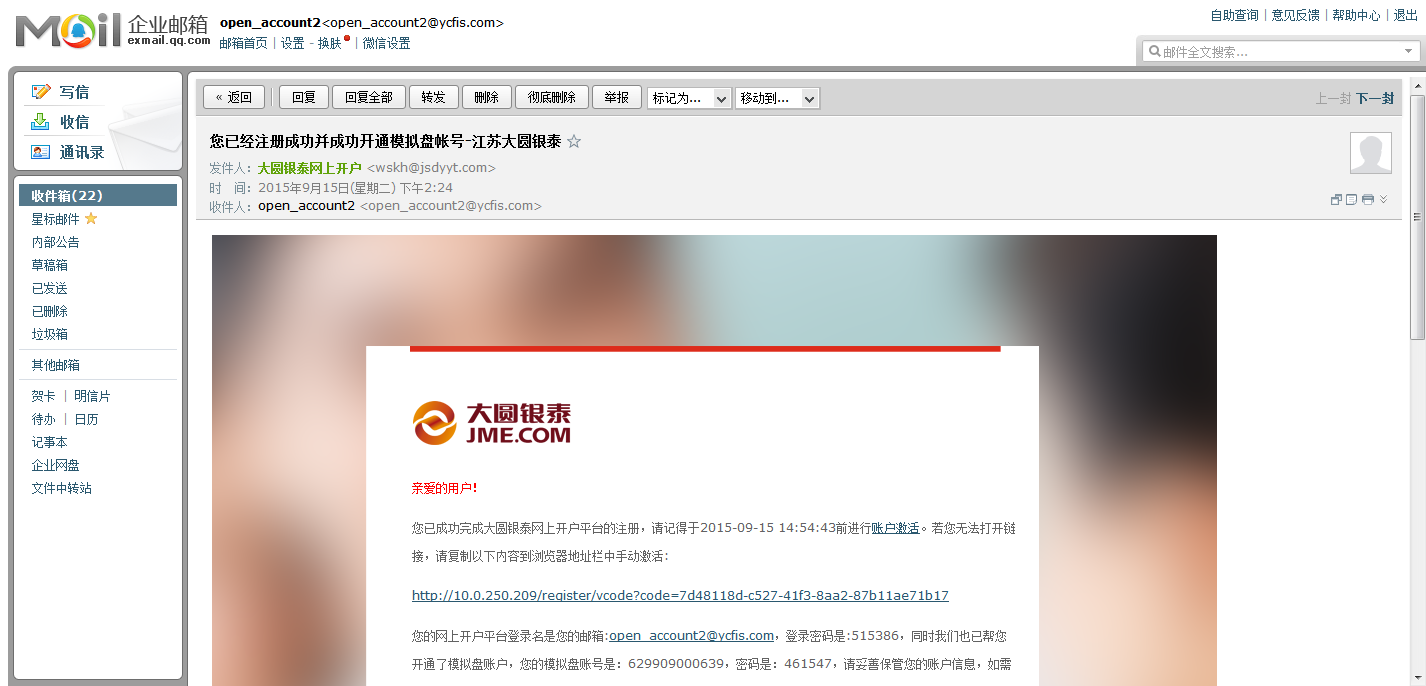 MOil 企业邮箱
exmail.qq.com
open_account2<open_account2@ycfis.com>
邮箱首页 | 设置 - 换肤 | 微信设置
自助查询 | 意见反馈 | 帮助中心 | 退出
邮件全文搜索...
写信
收信
通讯录
收件箱(22)
星标邮件
内部公告
草稿箱
已发送
已删除
垃圾箱
其他邮箱
贺卡 | 明信片
待办 | 日历
记事本
企业网盘
文件中转站
« 返回 回复 回复全部 转发 删除 彻底删除 举报 标记为... 移动到... 上一封 下一封
您已经注册成功并成功开通模拟盘帐号-江苏大圆银泰
发件人：大圆银泰网上开户 <wskh@jsdyyt.com>
时 间：2015年9月15日(星期二) 下午2:24
收件人：open_account2 <open_account2@ycfis.com>
大圆银泰
JME.COM
亲爱的用户！
您已成功完成大圆银泰网上开户平台的注册，请记得于2015-09-15 14:54:43前进行账户激活。若您无法打开链
接，请复制以下内容到浏览器地址栏中手动激活：
http://10.0.250.209/register/vcode?code=7d48118d-c527-41f3-8aa2-87b11ae71b17
您的网上开户平台登录名是您的邮箱:open_account2@ycfis.com，登录密码是:515386，同时我们也已帮您
开通了模拟盘账户，您的模拟盘账号是：629909000639，密码是：461547，请妥善保管您的账户信息，如需